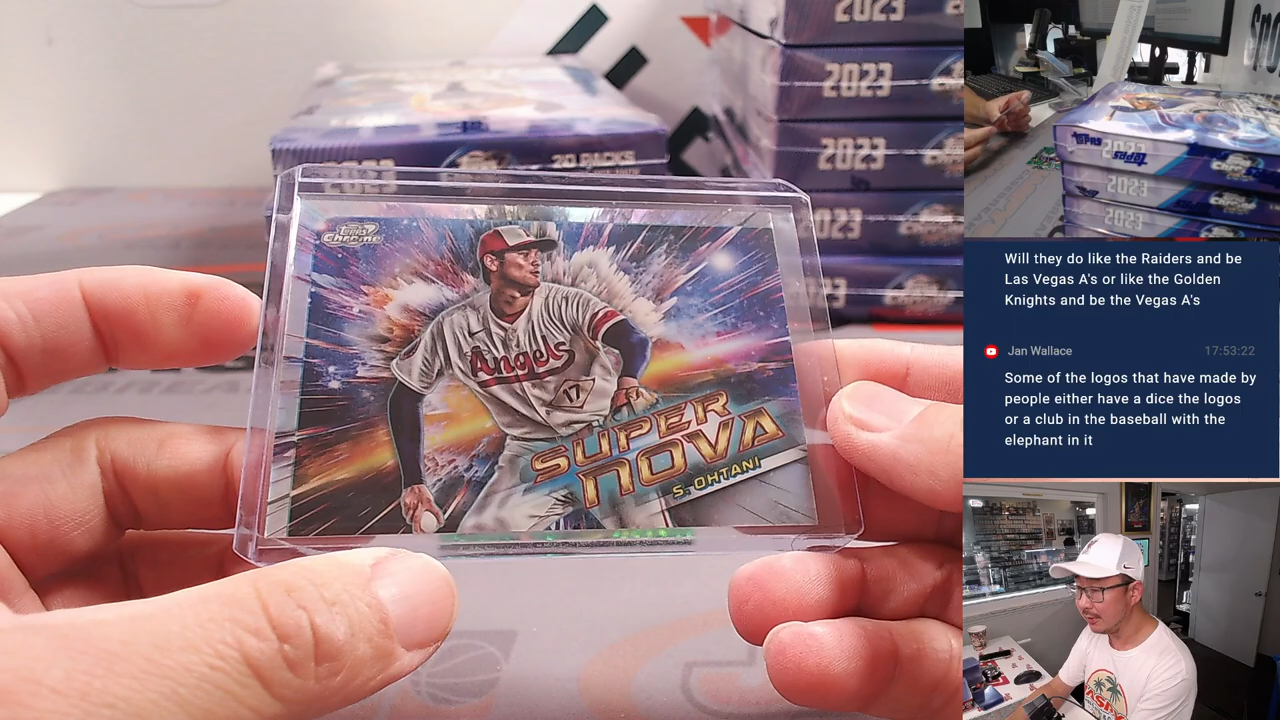 2023
2023
2023
2023
2023
20 PACKS
Topps
Chrome
Angels
17
SUPER
NOVA
S. OHTANI
topps
2023
topps
2023
2023
Will they do like the Raiders and be
Las Vegas A's or like the Golden
Knights and be the Vegas A's
Jan Wallace
17:53:22
Some of the logos that have made by
people either have a dice the logos
or a club in the baseball with the
elephant in it